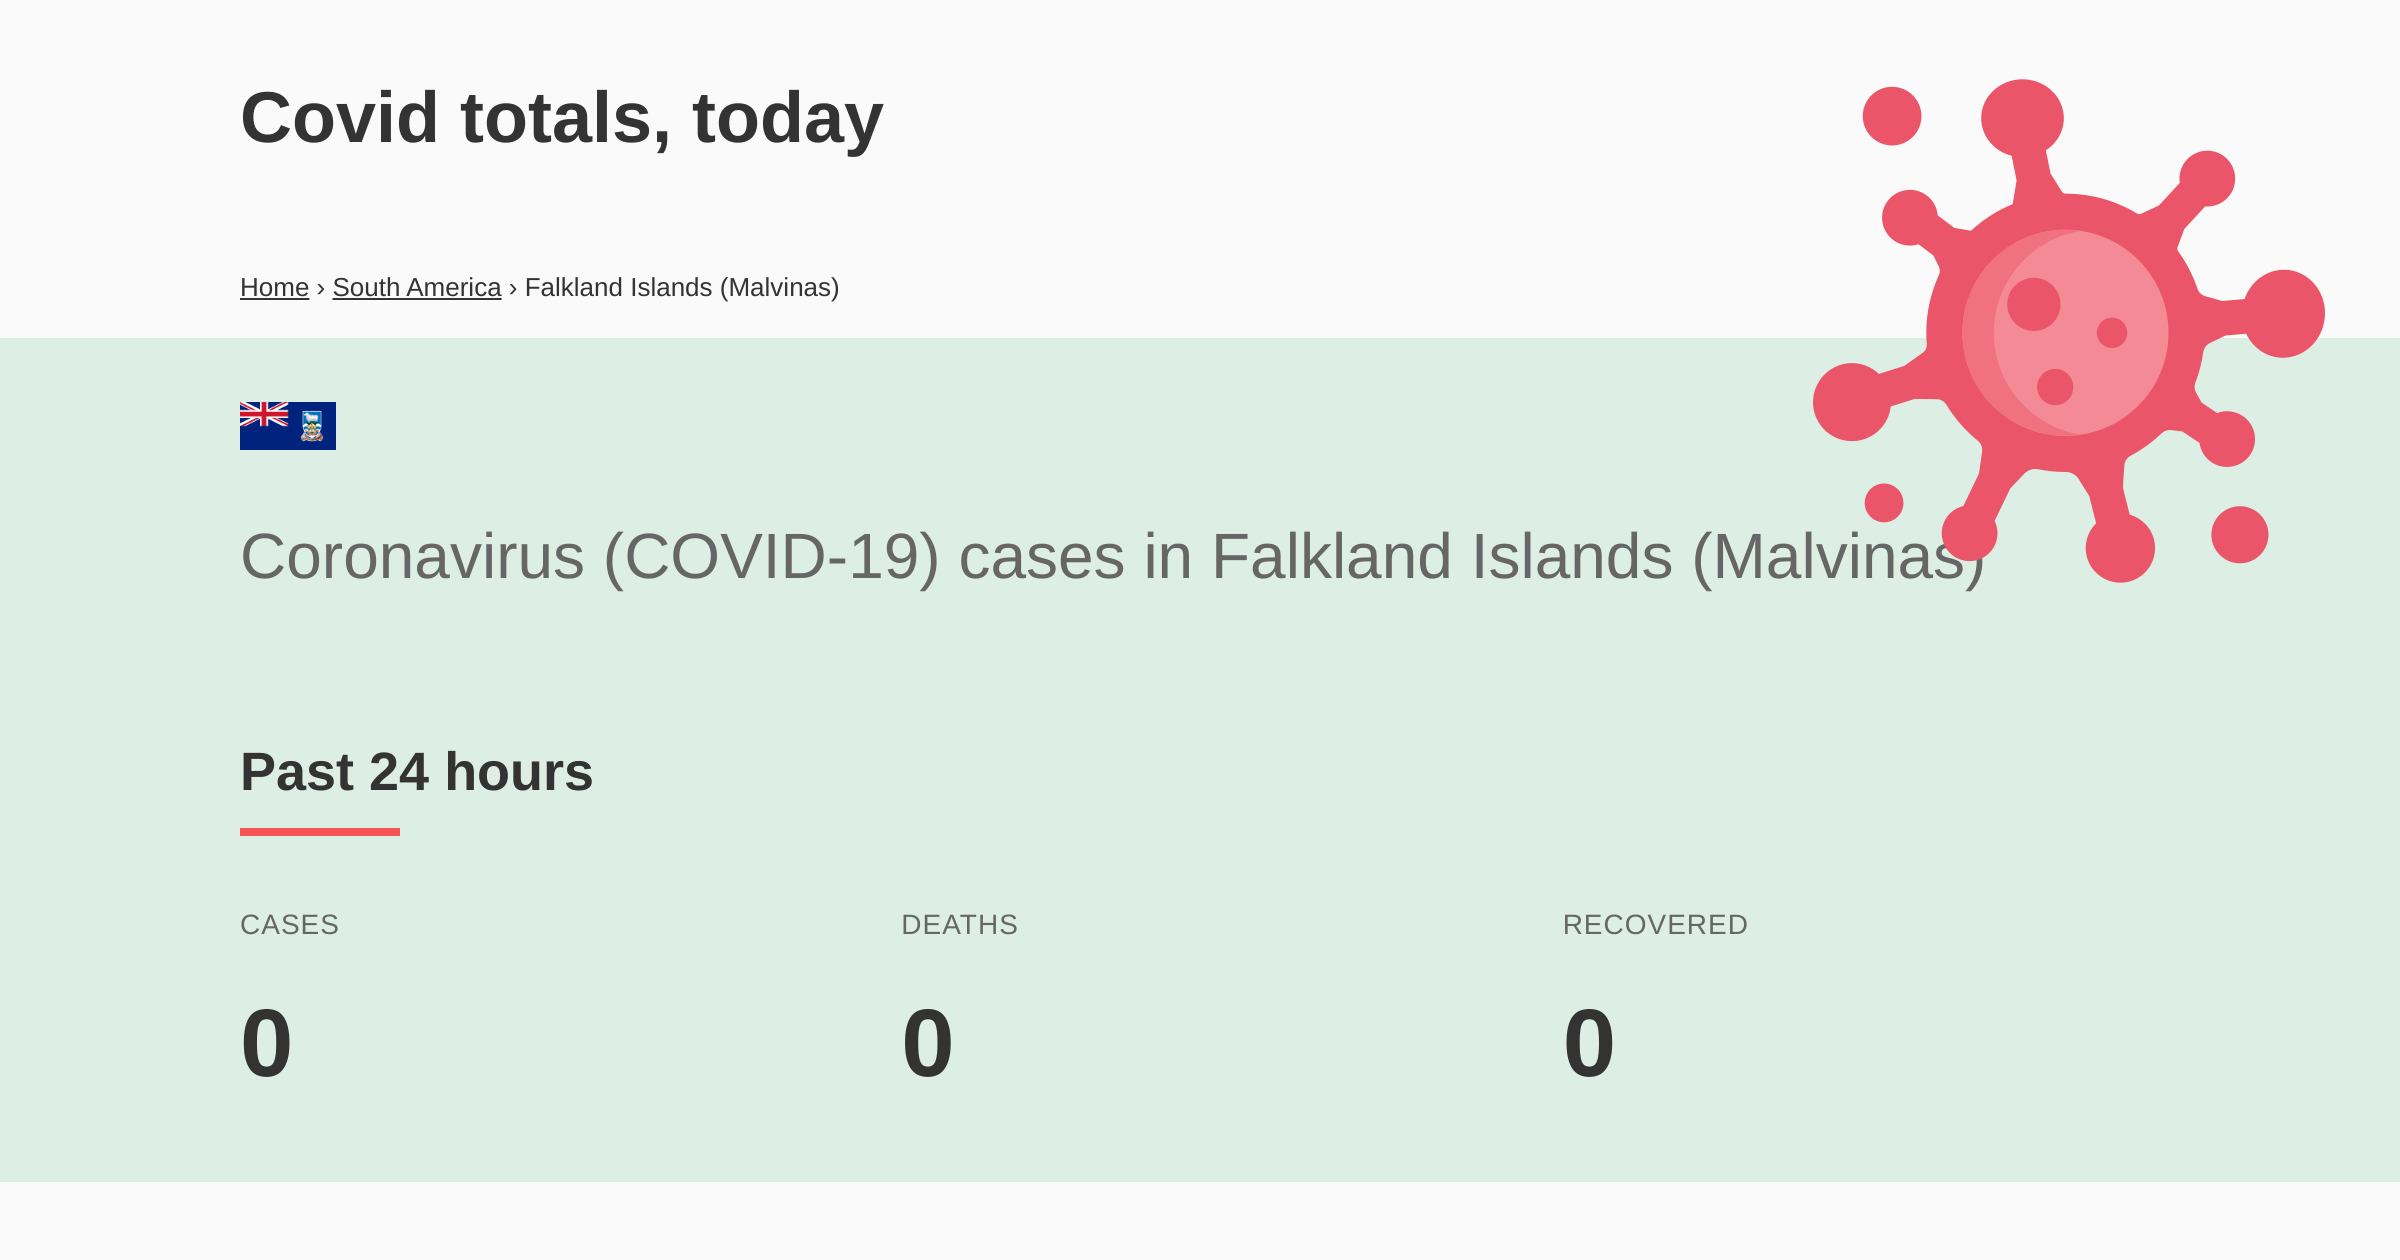 Covid totals, today
Home › South America › Falkland Islands (Malvinas)
Coronavirus (COVID-19) cases in Falkland Islands (Malvinas)
Past 24 hours
CASES DEATHS RECOVERED
0 0 0